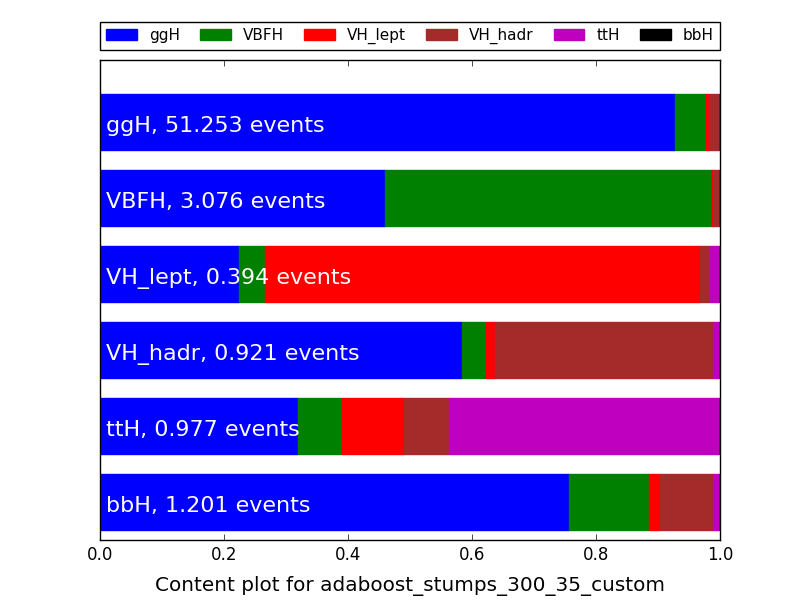 ggH VBFH VH_lept VH_hadr ttH bbH
ggH, 51.253 events
VBFH, 3.076 events
VH_lept, 0.394 events
VH_hadr, 0.921 events
ttH, 0.977 events
bbH, 1.201 events
0.0 0.2 0.4 0.6 0.8 1.0
Content plot for adaboost_stumps_300_35_custom